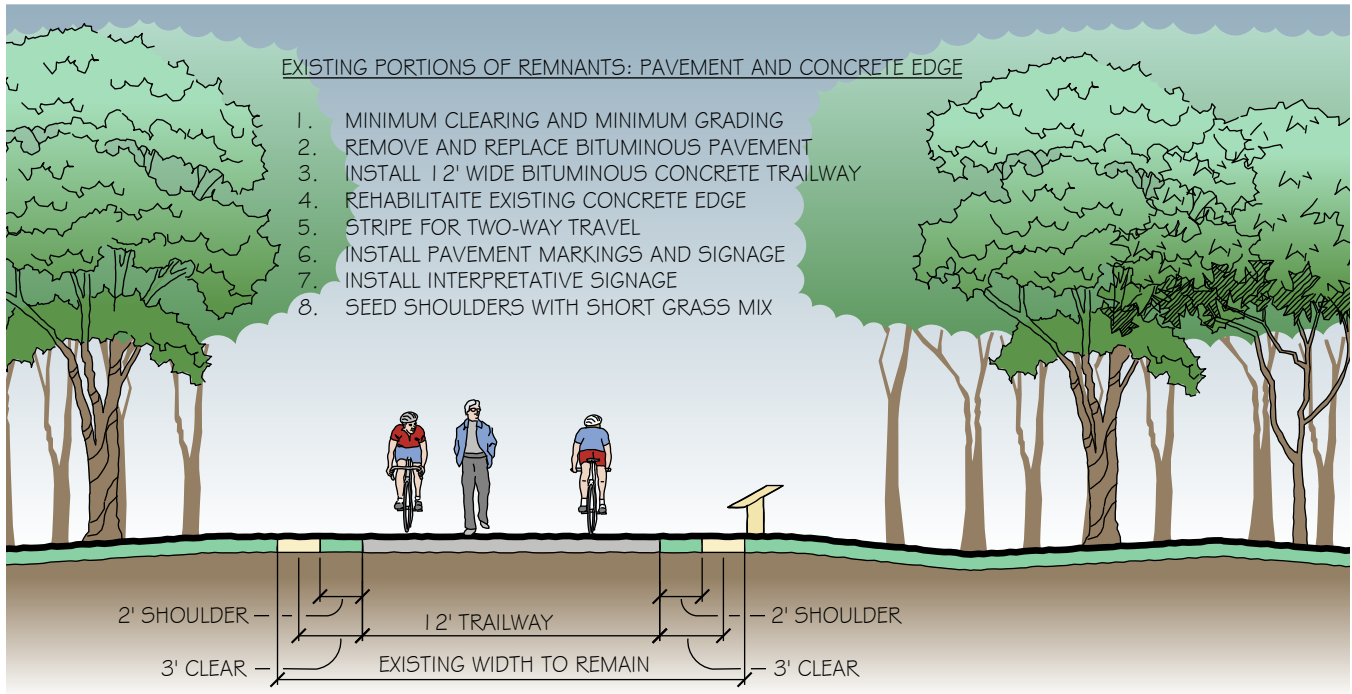 EXISTING PORTIONS OF REMNANTS: PAVEMENT AND CONCRETE EDGE
1. MINIMUM CLEARING AND MINIMUM GRADING
2. REMOVE AND REPLACE BITUMINOUS PAVEMENT
3. INSTALL 12' WIDE BITUMINOUS CONCRETE TRAILWAY
4. REHABILITAITE EXISTING CONCRETE EDGE
5. STRIPE FOR TWO-WAY TRAVEL
6. INSTALL PAVEMENT MARKINGS AND SIGNAGE
7. INSTALL INTERPRETATIVE SIGNAGE
8. SEED SHOULDERS WITH SHORT GRASS MIX
2' SHOULDER
12' TRAILWAY
2' SHOULDER
3' CLEAR
EXISTING WIDTH TO REMAIN
3' CLEAR